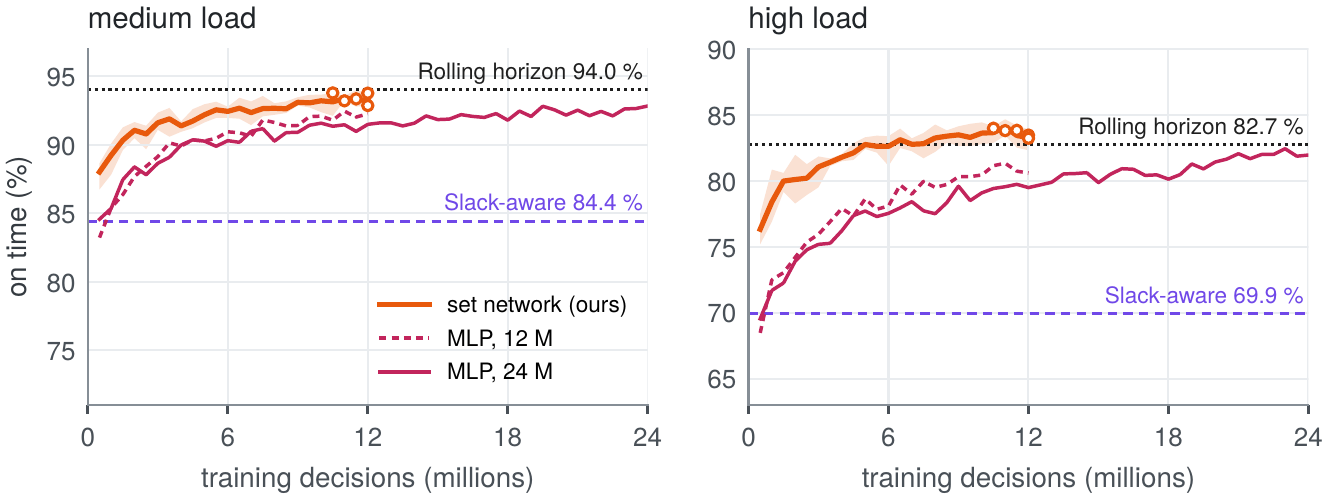 medium load
on time (%)
95
90
85
80
75
Rolling horizon 94.0 %
Slack-aware 84.4 %
set network (ours)
MLP, 12 M
MLP, 24 M
0 6 12 18 24
training decisions (millions)
high load
90
85
80
75
70
65
Rolling horizon 82.7 %
Slack-aware 69.9 %
0 6 12 18 24
training decisions (millions)